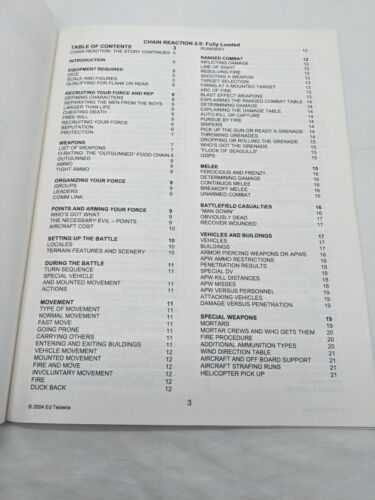 CHAIN REACTION 2.0: Fully Loaded
TABLE OF CONTENTS 3
CHAIN REACTION: THE STORY CONTINUES 5
INTRODUCTION 5
EQUIPMENT REQUIRED 5
DICE 5
SCALE AND FIGURES 5
QUALIFYING FOR FLANK OR REAR 5
RECRUITING YOUR FORCE AND REP 6
DEFINING CHARACTERS 6
SEPARATING THE MEN FROM THE BOYS 6
LARGER THAN LIFE 6
CHEATING DEATH 6
FREE WILL 6
RECRUITING YOUR FORCE 6
REPUTATION 6
PROTECTION 6
WEAPONS 7
LIST OF WEAPONS 7
O-RATING: THE "OUTGUNNED" FOOD CHAIN 8
OUTGUNNED 8
AMMO 8
TIGHT AMMO 8
ORGANIZING YOUR FORCE 8
GROUPS 8
LEADERS 9
COMM LINK 9
POINTS AND ARMING YOUR FORCE 9
WHO'S GOT WHAT 9
THE NECESSARY EVIL – POINTS 9
AIRCRAFT COST 10
SETTING UP THE BATTLE 10
LOCALES 10
TERRAIN FEATURES AND SCENERY 10
DURING THE BATTLE 11
TURN SEQUENCE 11
SPECIAL VEHICLE
AND MOUNTED MOVEMENT 11
ACTIONS 11
MOVEMENT 11
TYPE OF MOVEMENT 11
NORMAL MOVEMENT 11
FAST MOVE 11
GOING PRONE 11
CARRYING OTHERS 11
ENTERING AND EXITING BUILDINGS 11
VEHICLE MOVEMENT 12
MOUNTED MOVEMENT 12
FIRE AND MOVE 12
INVOLUNTARY MOVEMENT 12
FIRE 12
DUCK BACK 12
RUNAWAY 12
RANGED COMBAT 12
INFLICTING DAMAGE 12
LINE OF SIGHT 12
RESOLVING FIRE 12
SHOOTING A WEAPON 12
TARGET SELECTION 13
FIRING AT A MOUNTED TARGET 13
ARC OF FIRE 13
BLAST EFFECT WEAPONS 13
EXPLAINING THE RANGED COMBAT TABLE 14
DETERMINING DAMAGE 14
EXPLAINING THE DAMAGE TABLE 14
AUTO-KILL OR CAPTURE 14
PURSUE BY FIRE 14
SNIPERS 14
PICK UP THE GUN OR READY A GRENADE 14
THROWING GRENADES 14
DROPPING OR ROLLING THE GRENADE 15
WHO'S GOT THE GRENADE 15
"FLOCK OF SEAGULLS" 15
OOPS 15
MELEE 15
FEROCIOUS AND FRENZY 15
DETERMINING DAMAGE 15
CONTINUOS MELEE 16
BREAKOFF MELEE 16
UNARMED COMBAT 16
BATTLEFIELD CASUALTIES 16
"MAN DOWN" 16
OBVIOUSLY DEAD 16
RECOVER WOUNDED 17
VEHICLES AND BUILDINGS 17
VEHICLES 17
BUILDINGS 17
ARMOR PIERCING WEAPONS OR APWS 17
APW AMMO RESTRICTIONS 18
PENETRATION RESULTS 18
SPECIAL DV 18
APW KILL DISTANCES 18
APW MISSES 18
APW VERSUS PERSONNEL 19
ATTACKING VEHICLES 19
DAMAGE VERSUS PENETRATION 19
SPECIAL WEAPONS 19
MORTARS 19
MORTAR CREWS AND WHO GETS THEM 20
FIRE PROCEDURE 20
ADDITIONAL AMMUNITION TYPES 20
WIND DIRECTION TABLE 21
AIRCRAFT AND OFF BOARD SUPPORT 21
AIRCRAFT STRAFING RUNS 21
HELICOPTER PICK UP 21
3
© 2004 Ed Teixeira